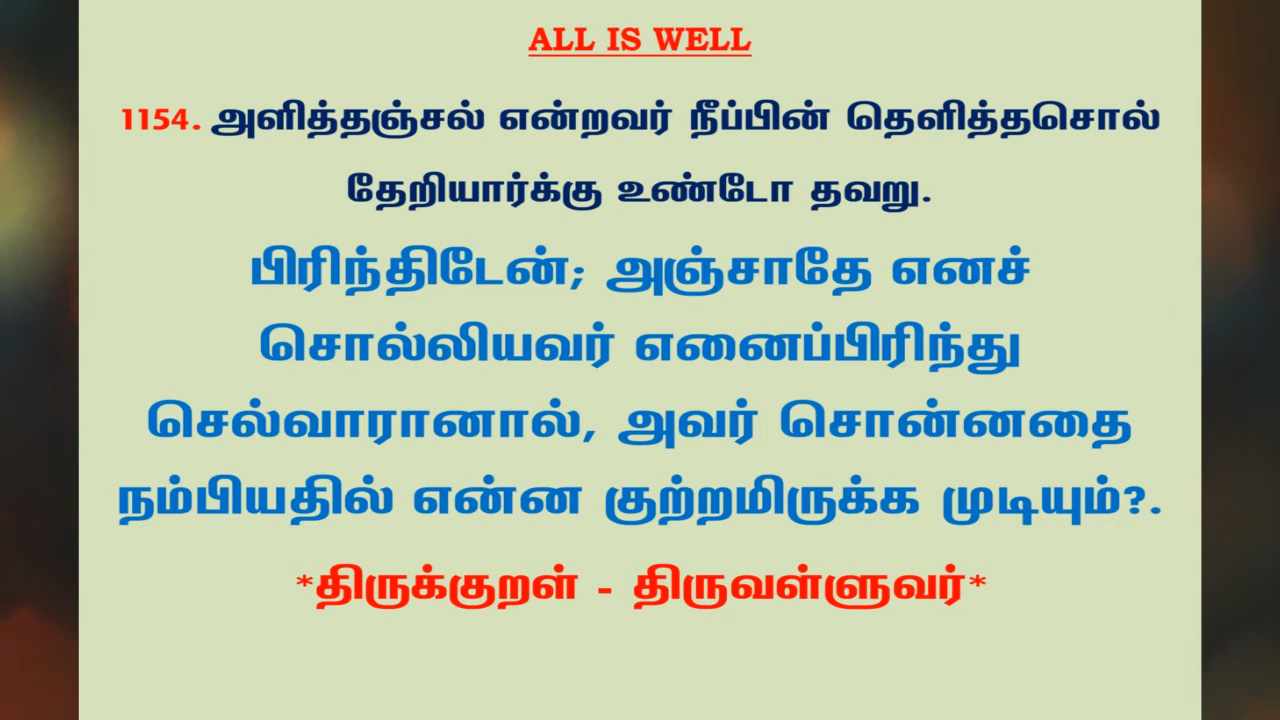 ALL IS WELL
1154. அளித்தஞ்சல் என்றவர் நீப்பின் தெளித்தசொல்
தேறியார்க்கு உண்டோ தவறு.
பிரிந்திடேன்; அஞ்சாதே எனச்
சொல்லியவர் எனைப்பிரிந்து
செல்வாரானால், அவர் சொன்னதை
நம்பியதில் என்ன குற்றமிருக்க முடியும்?.
*திருக்குறள் - திருவள்ளுவர்*